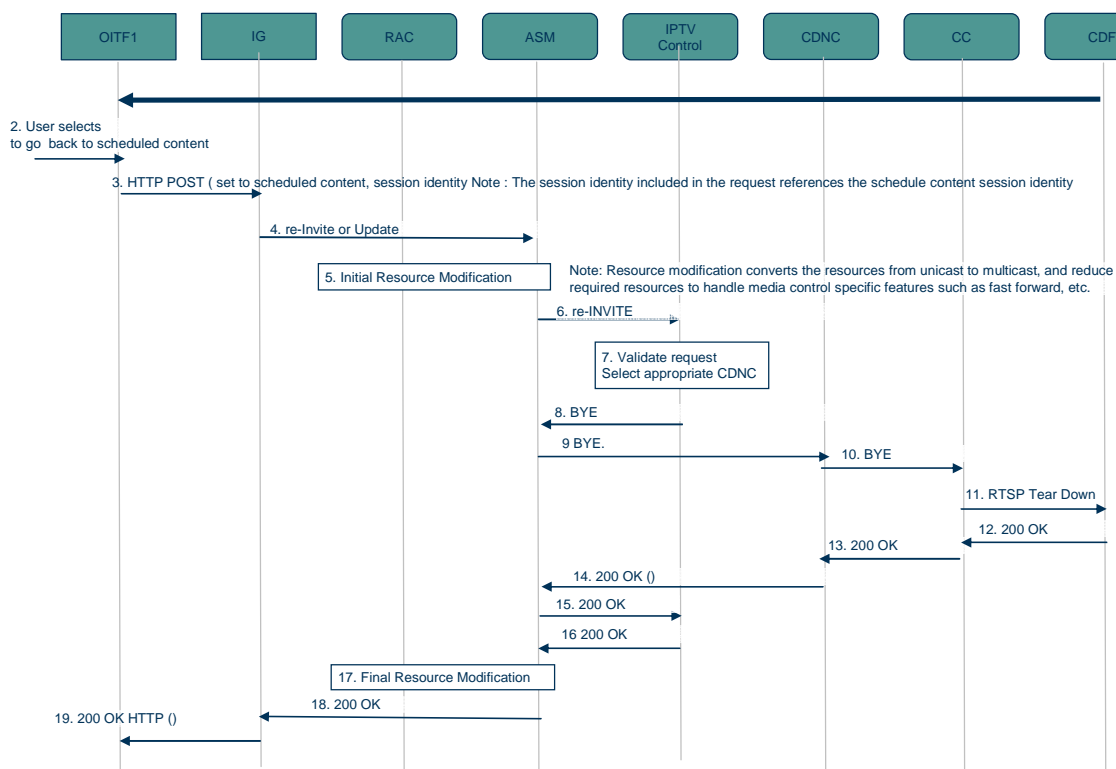 OITF1
IG
RAC
ASM
IPTV
Control
CDNC
CC
CDF
2. User selects
to go back to scheduled content
3. HTTP POST ( set to scheduled content, session identity Note : The session identity included in the request references the schedule content session identity
4. re-Invite or Update
5. Initial Resource Modification
Note: Resource modification converts the resources from unicast to multicast, and reduce
required resources to handle media control specific features such as fast forward, etc.
6. re-INVITE
7. Validate request
Select appropriate CDNC
8. BYE
9 BYE.
10. BYE
11. RTSP Tear Down
12. 200 OK
13. 200 OK
14. 200 OK ()
15. 200 OK
16 200 OK
17. Final Resource Modification
18. 200 OK
19. 200 OK HTTP ()